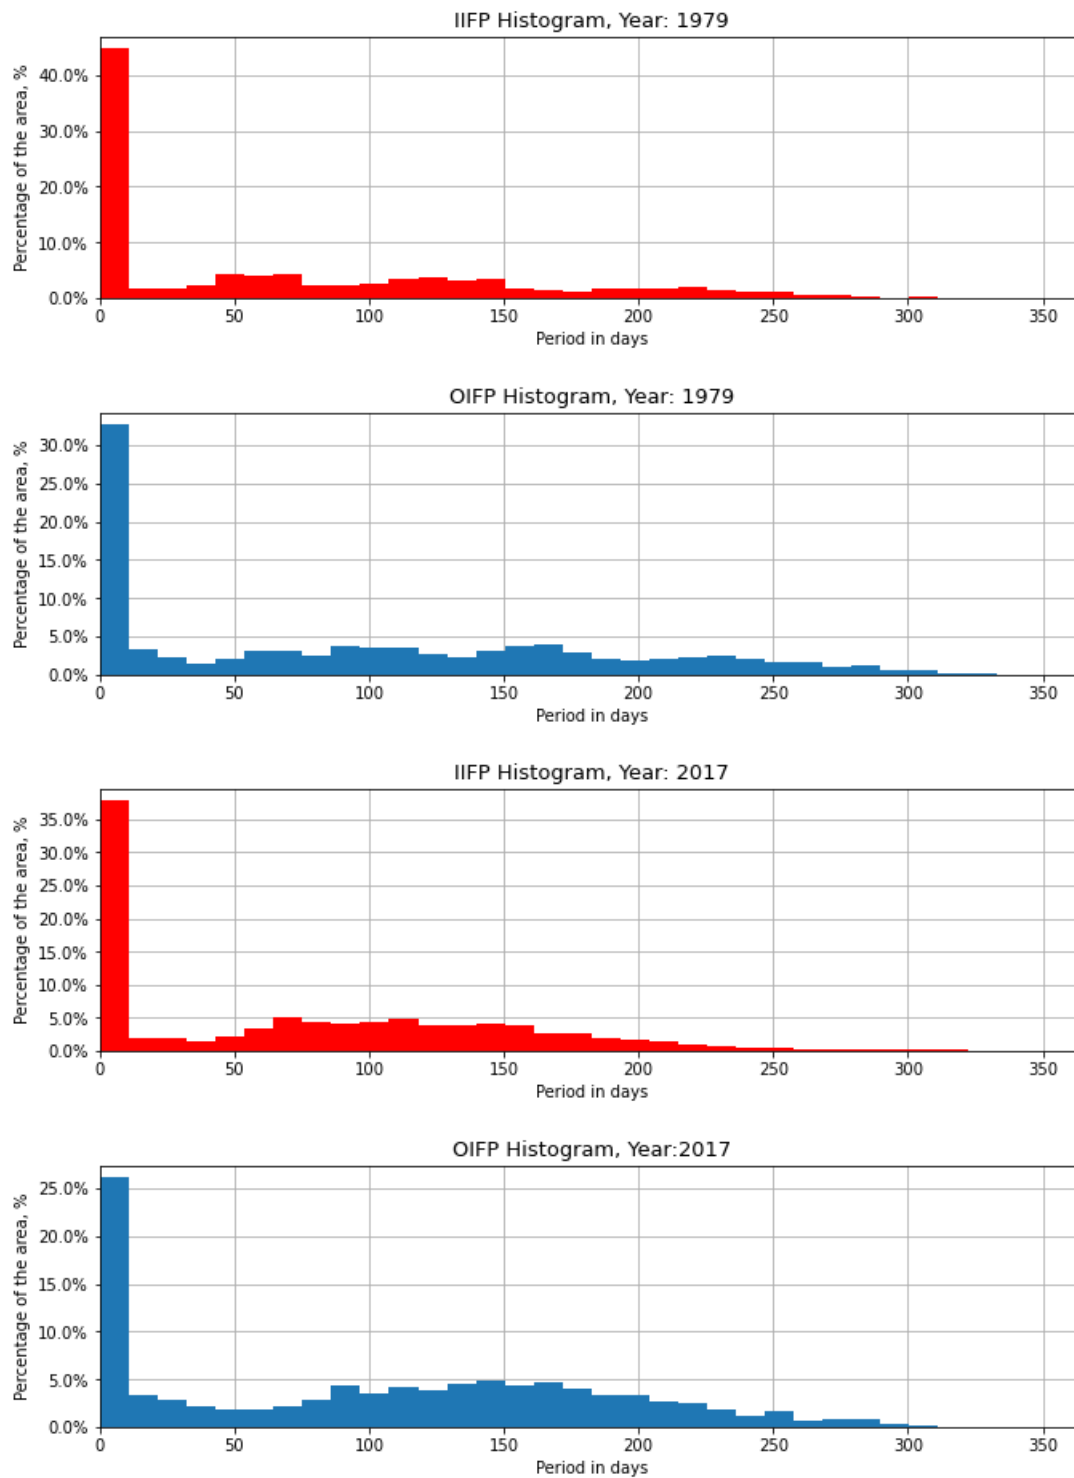 IIFP Histogram, Year: 1979
Percentage of the area, %
40.0%
30.0%
20.0%
10.0%
0.0%
0 50 100 150 200 250 300 350
Period in days
OIFP Histogram, Year: 1979
Percentage of the area, %
30.0%
25.0%
20.0%
15.0%
10.0%
5.0%
0.0%
0 50 100 150 200 250 300 350
Period in days
IIFP Histogram, Year: 2017
Percentage of the area, %
35.0%
30.0%
25.0%
20.0%
15.0%
10.0%
5.0%
0.0%
0 50 100 150 200 250 300 350
Period in days
OIFP Histogram, Year:2017
Percentage of the area, %
25.0%
20.0%
15.0%
10.0%
5.0%
0.0%
0 50 100 150 200 250 300 350
Period in days